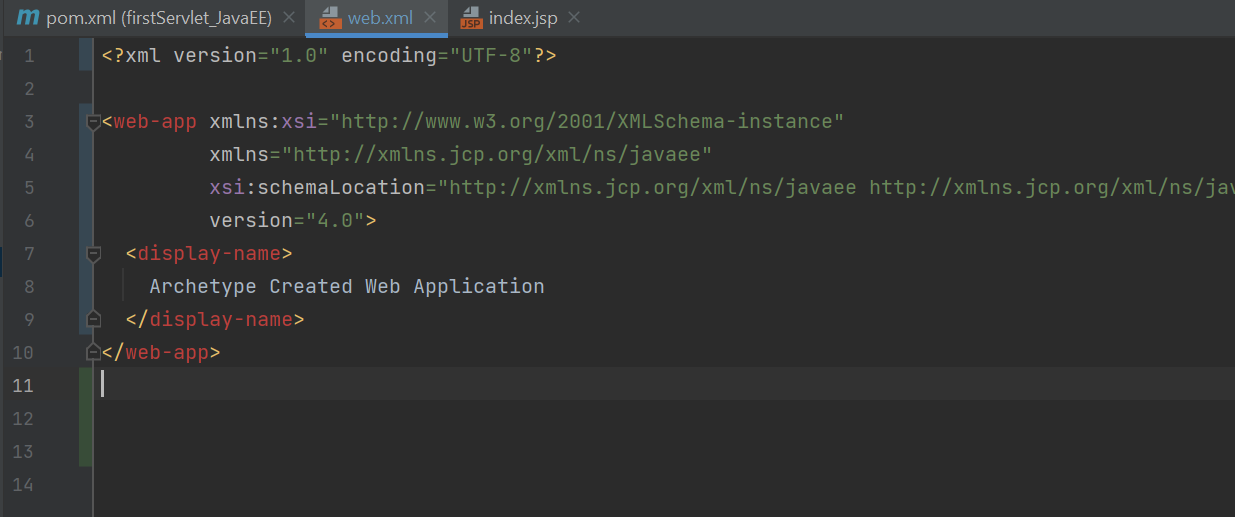 m pom.xml (firstServlet_JavaEE) web.xml JSP index.jsp
1 <?xml version="1.0" encoding="UTF-8"?>
2
3 <web-app xmlns:xsi="http://www.w3.org/2001/XMLSchema-instance"
4 xmlns="http://xmlns.jcp.org/xml/ns/javaee"
5 xsi:schemaLocation="http://xmlns.jcp.org/xml/ns/javaee http://xmlns.jcp.org/xml/ns/jav
6 version="4.0">
7 <display-name>
8 Archetype Created Web Application
9 </display-name>
10 </web-app>
11
12
13
14